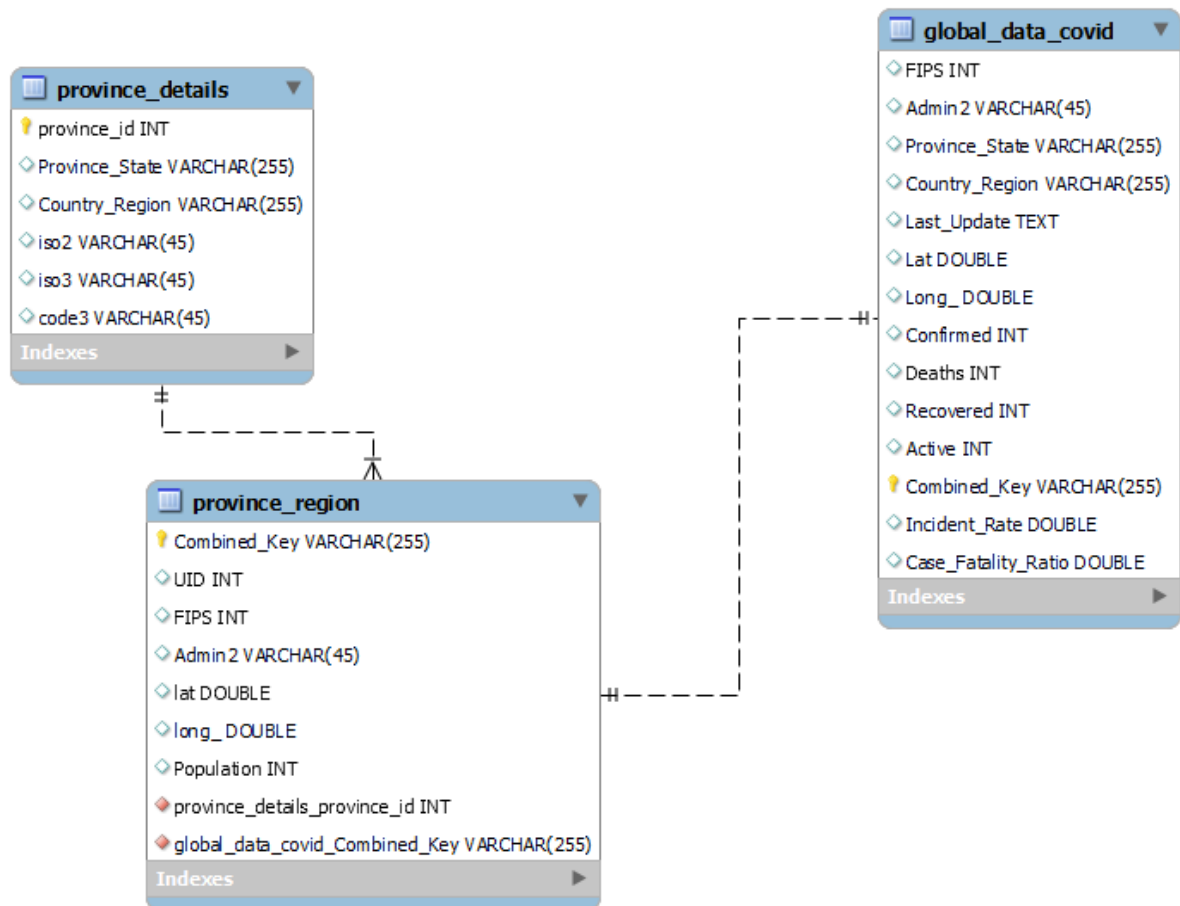 province_details
province_id INT
Province_State VARCHAR(255)
Country_Region VARCHAR(255)
iso2 VARCHAR(45)
iso3 VARCHAR(45)
code3 VARCHAR(45)
Indexes
province_region
Combined_Key VARCHAR(255)
UID INT
FIPS INT
Admin2 VARCHAR(45)
lat DOUBLE
long_ DOUBLE
Population INT
province_details_province_id INT
global_data_covid_Combined_Key VARCHAR(255)
Indexes
global_data_covid
FIPS INT
Admin2 VARCHAR(45)
Province_State VARCHAR(255)
Country_Region VARCHAR(255)
Last_Update TEXT
Lat DOUBLE
Long_ DOUBLE
Confirmed INT
Deaths INT
Recovered INT
Active INT
Combined_Key VARCHAR(255)
Incident_Rate DOUBLE
Case_Fatality_Ratio DOUBLE
Indexes